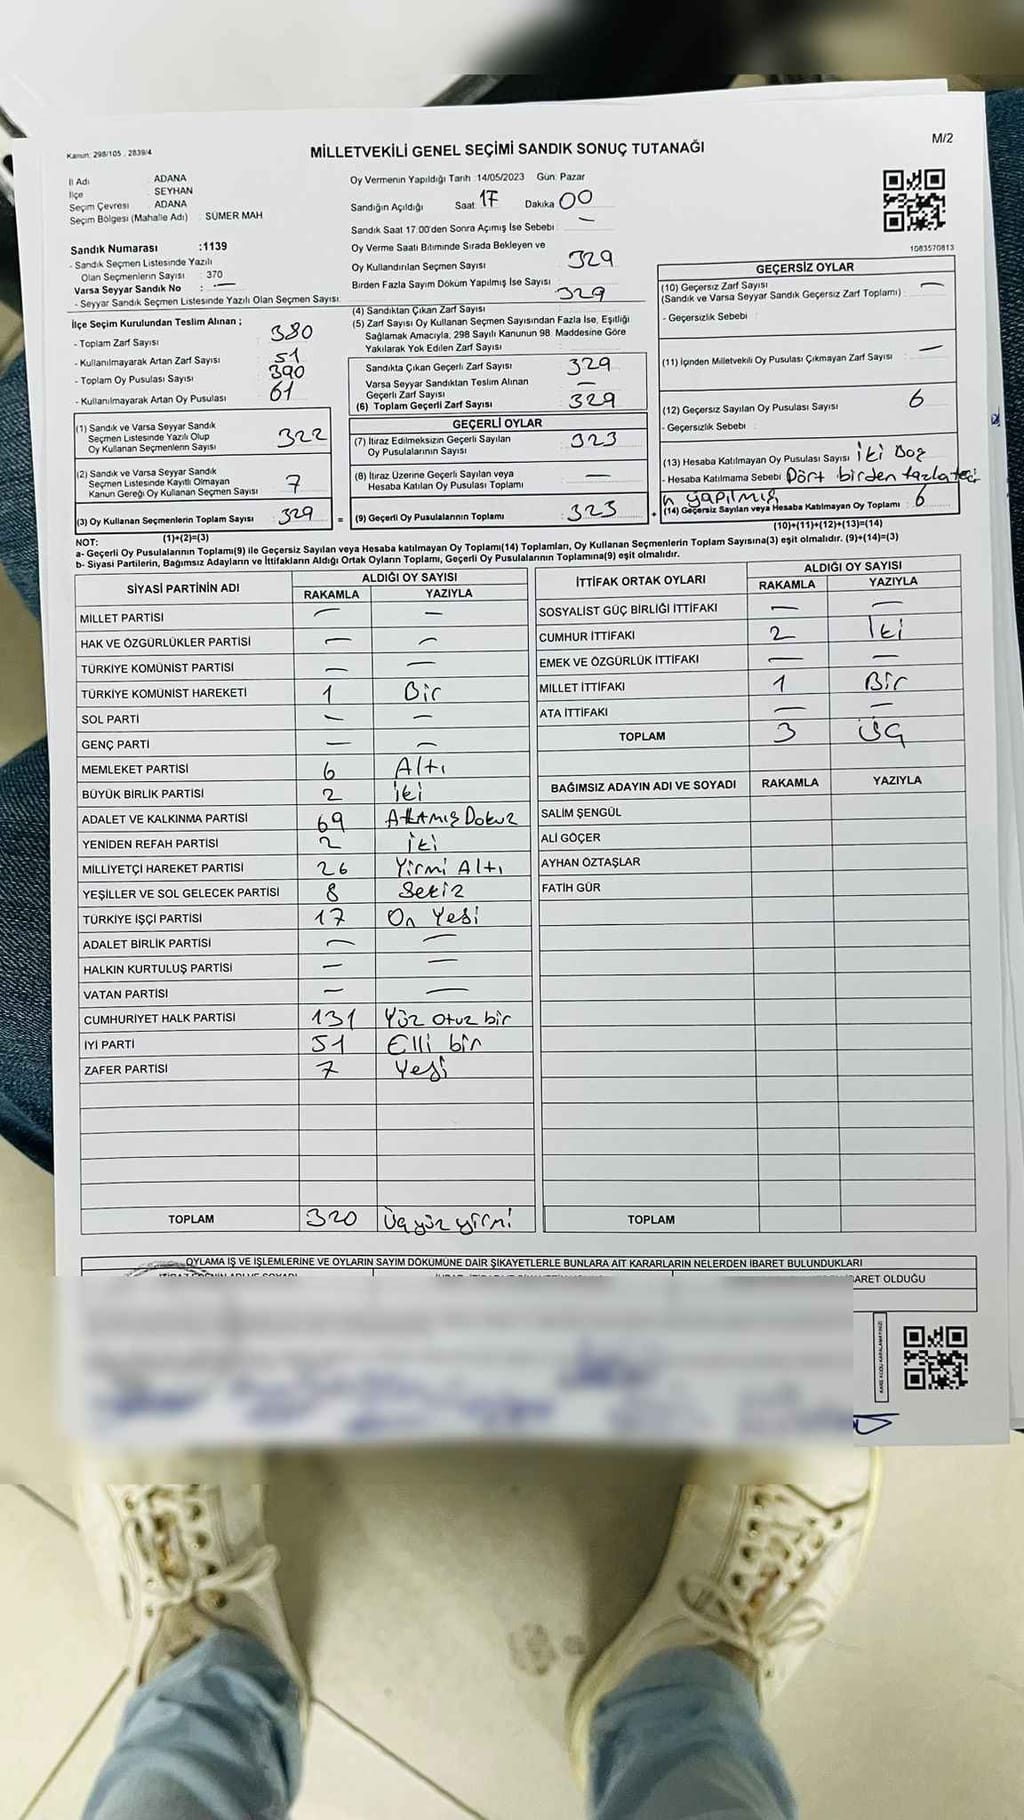 Kanun: 298/105 , 2839/4
MİLLETVEKİLİ GENEL SEÇİMİ SANDIK SONUÇ TUTANAĞI
M/2
İl Adı : ADANA
İlçe : SEYHAN
Seçim Çevresi : ADANA
Seçim Bölgesi (Mahalle Adı) : SÜMER MAH
Sandık Numarası :1139
- Sandık Seçmen Listesinde Yazılı
Olan Seçmenlerin Sayısı : 370
Varsa Seyyar Sandık No : —
- Seyyar Sandık Seçmen Listesinde Yazılı Olan Seçmen Sayısı:
Oy Vermenin Yapıldığı Tarih :14/05/2023 Gün: Pazar
Sandığın Açıldığı Saat: 17 Dakika 00
Sandık Saat 17.00'den Sonra Açımış İse Sebebi : —
Oy Verme Saati Bitiminde Sırada Bekleyen ve
Oy Kullandırılan Seçmen Sayısı 329
Birden Fazla Sayım Döküm Yapılmış İse Sayısı
1083570813
İlçe Seçim Kurulundan Teslim Alınan ;
- Toplam Zarf Sayısı : 380
- Kullanılmayarak Artan Zarf Sayısı : 51
- Toplam Oy Pusulası Sayısı : 390
- Kullanılmayarak Artan Oy Pusulası : 61
(1) Sandık ve Varsa Seyyar Sandık
Seçmen Listesinde Yazılı Olup
Oy Kullanan Seçmenlerin Sayısı : 322
(2) Sandık ve Varsa Seyyar Sandık
Seçmen Listesinde Kayıtlı Olmayan
Kanun Gereği Oy Kullanan Seçmen Sayısı : 7
(3) Oy Kullanan Seçmenlerin Toplam Sayısı : 329
(1)+(2)=(3)
(4) Sandıktan Çıkan Zarf Sayısı : 329
(5) Zarf Sayısı Oy Kullanan Seçmen Sayısından Fazla İse, Eşitliği
Sağlamak Amacıyla, 298 Sayılı Kanunun 98. Maddesine Göre
Yakılarak Yok Edilen Zarf Sayısı :
Sandıkta Çıkan Geçerli Zarf Sayısı : 329
Varsa Seyyar Sandıktan Teslim Alınan
Geçerli Zarf Sayısı : —
(6) Toplam Geçerli Zarf Sayısı : 329
GEÇERLİ OYLAR
(7) İtiraz Edilmeksizin Geçerli Sayılan
Oy Pusulalarının Sayısı : 323
(8) İtiraz Üzerine Geçerli Sayılan veya
Hesaba Katılan Oy Pusulası Toplamı : —
= (9) Geçerli Oy Pusulalarının Toplamı : 323 +
GEÇERSİZ OYLAR
(10) Geçersiz Zarf Sayısı : —
(Sandık ve Varsa Seyyar Sandık Geçersiz Zarf Toplamı)
- Geçersizlik Sebebi :
(11) İçinden Milletvekili Oy Pusulası Çıkmayan Zarf Sayısı : —
(12) Geçersiz Sayılan Oy Pusulası Sayısı : 6
- Geçersizlik Sebebi :
(13) Hesaba Katılmayan Oy Pusulası Sayısı : İki
- Hesaba Katılmama Sebebi : Dört birden fazla
yapılmış
(14) Geçersiz Sayılan veya Hesaba Katılmayan Oy Toplamı : 6
(10)+(11)+(12)+(13)=(14)
NOT:
a- Geçerli Oy Pusulasının Toplamı(9) ile Geçersiz Sayılan veya Hesaba katılmayan Oy Toplamı(14) Toplamları, Oy Kullanan Seçmenlerin Toplam Sayısına(3) eşit olmalıdır. (9)+(14)=(3)
b- Siyasi Partilerin, Bağımsız Adayların ve İttifakların Aldığı Ortak Oyların Toplamı, Geçerli Oy Pusulalarının Toplamına(9) eşit olmalıdır.
SİYASİ PARTİNİN ADI ALDIĞI OY SAYISI
RAKAMLA YAZIYLA
MİLLET PARTİSİ — —
HAK VE ÖZGÜRLÜKLER PARTİSİ — —
TÜRKİYE KOMÜNİST PARTİSİ — —
TÜRKİYE KOMÜNİST HAREKETİ 1 Bir
SOL PARTİ — —
GENÇ PARTİ — —
MEMLEKET PARTİSİ 6 Altı
BÜYÜK BİRLİK PARTİSİ 2 İki
ADALET VE KALKINMA PARTİSİ 69 Atamış Dokuz
YENİDEN REFAH PARTİSİ 2 İki
MİLLİYETÇİ HAREKET PARTİSİ 26 Yirmi Altı
YEŞİLLER VE SOL GELECEK PARTİSİ 8 Sekiz
TÜRKİYE İŞÇİ PARTİSİ 17 On Yedi
ADALET BİRLİK PARTİSİ — —
HALKIN KURTULUŞ PARTİSİ — —
VATAN PARTİSİ — —
CUMHURİYET HALK PARTİSİ 131 Yüz otuz bir
İYİ PARTİ 51 Elli bir
ZAFER PARTİSİ 7 Yedi
TOPLAM 320 Üç yüz yirmi
İTTİFAK ORTAK OYLARI ALDIĞI OY SAYISI
RAKAMLA YAZIYLA
SOSYALİST GÜÇ BİRLİĞİ İTTİFAKI — —
CUMHUR İTTİFAKI 2 İki
EMEK VE ÖZGÜRLÜK İTTİFAKI — —
MİLLET İTTİFAKI 1 Bir
ATA İTTİFAKI — —
TOPLAM 3 ÜÇ
BAĞIMSIZ ADAYIN ADI VE SOYADI RAKAMLA YAZIYLA
SALİM ŞENGÜL
ALİ GÖÇER
AYHAN ÖZTAŞLAR
FATİH GÜR
TOPLAM
OYLAMA İŞ VE İŞLEMLERİNE VE OYLARIN SAYIM DÖKÜMÜNE DAİR ŞİKAYETLERLE BUNLARA AİT KARARLARIN NELERDEN İBARET BULUNDUKLARI
İBARET OLDUĞU
KARE KODU KARALAMAYINIZ!